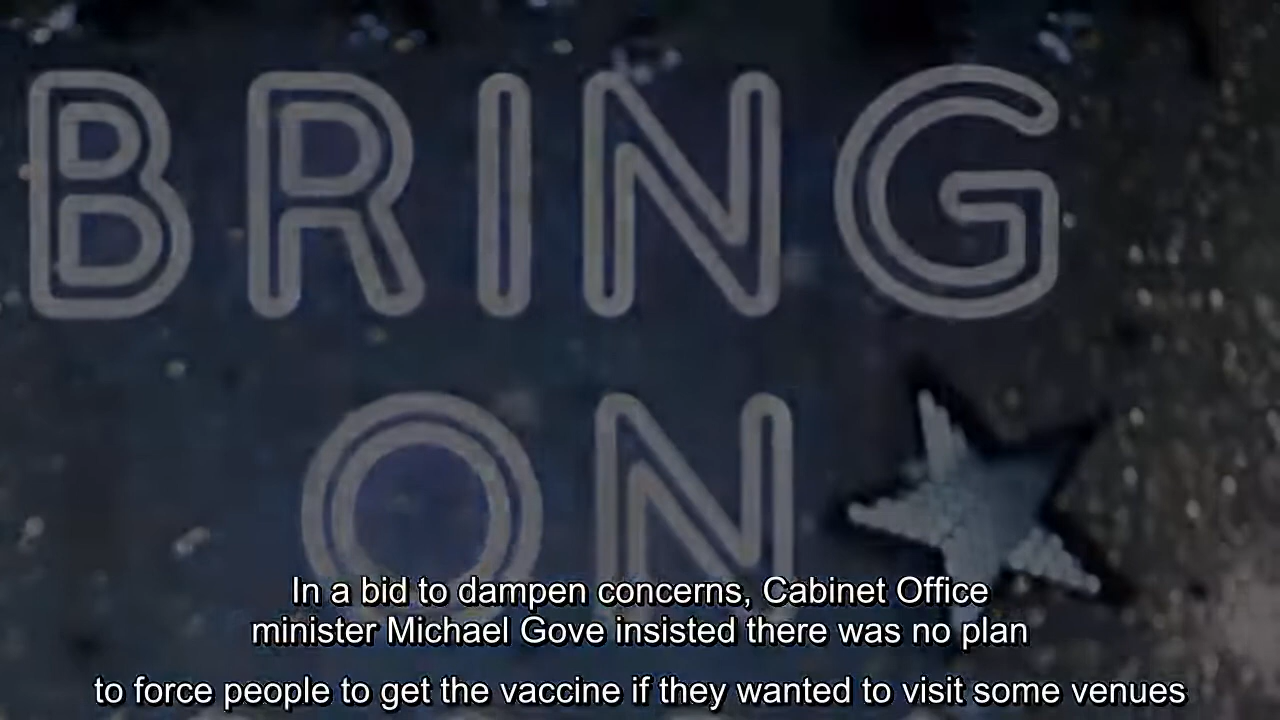 BRING
ON
In a bid to dampen concerns, Cabinet Office
minister Michael Gove insisted there was no plan
to force people to get the vaccine if they wanted to visit some venues